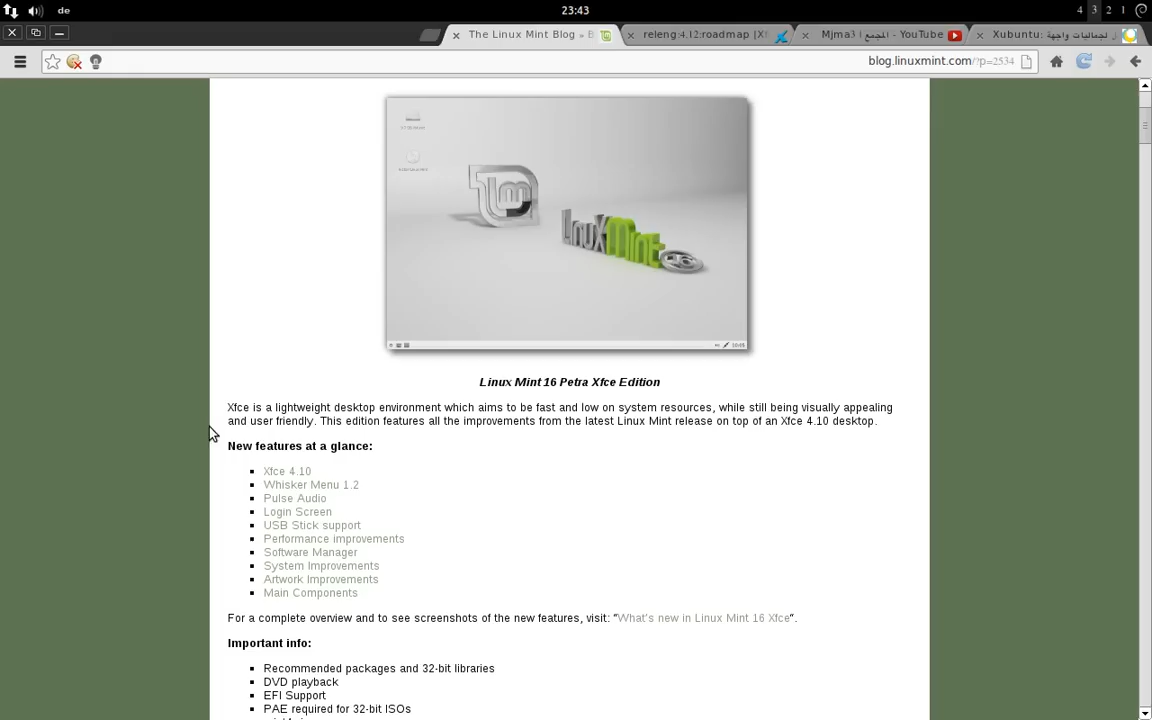 de
23:43
4 3 2 1
The Linux Mint Blog » B
releng:4.12:roadmap [Xf
Mjma3 | المجمع - YouTube
Xubuntu: ل لجماليات واجهة
blog.linuxmint.com/?p=2534
LinuxMint 16
Linux Mint 16 Petra Xfce Edition
Xfce is a lightweight desktop environment which aims to be fast and low on system resources, while still being visually appealing
and user friendly. This edition features all the improvements from the latest Linux Mint release on top of an Xfce 4.10 desktop.
New features at a glance:
Xfce 4.10
Whisker Menu 1.2
Pulse Audio
Login Screen
USB Stick support
Performance improvements
Software Manager
System Improvements
Artwork Improvements
Main Components
For a complete overview and to see screenshots of the new features, visit: “What’s new in Linux Mint 16 Xfce“.
Important info:
Recommended packages and 32-bit libraries
DVD playback
EFI Support
PAE required for 32-bit ISOs